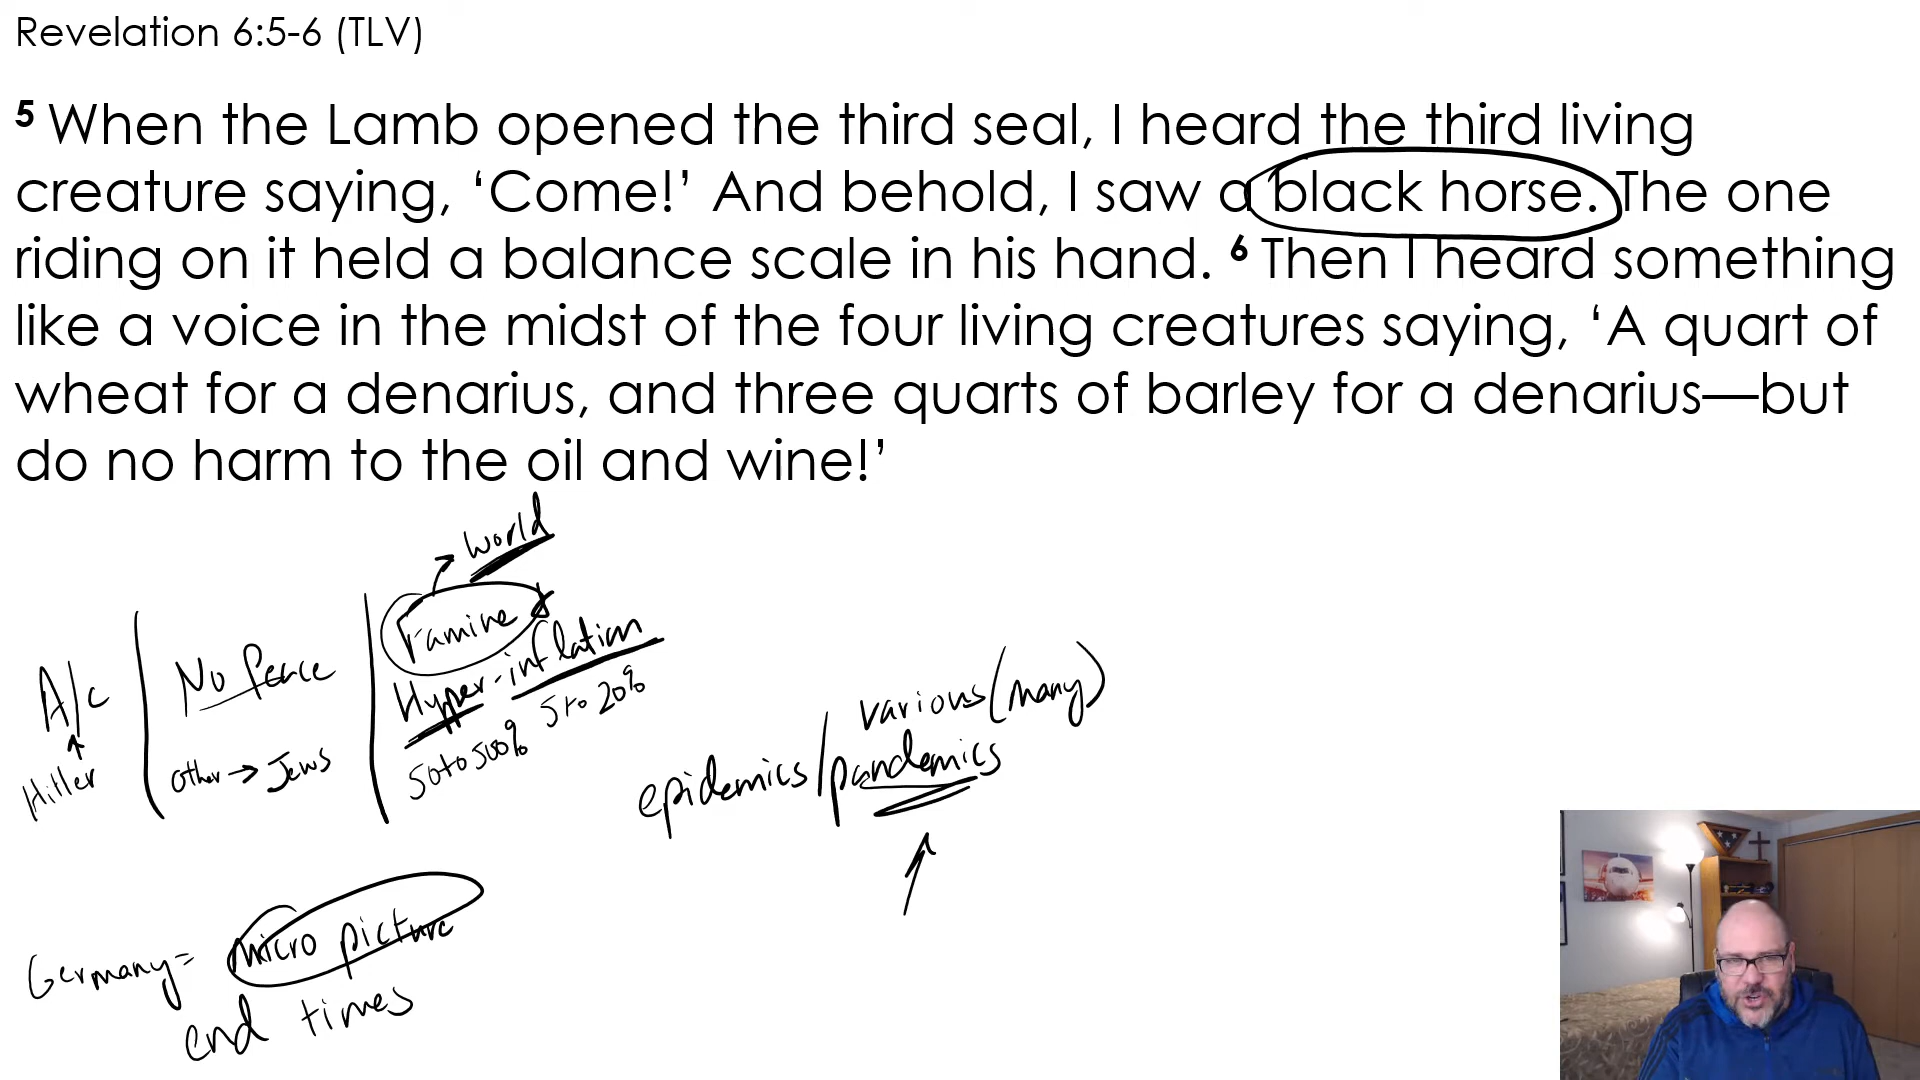 Revelation 6:5-6 (TLV)
5 When the Lamb opened the third seal, I heard the third living
creature saying, ‘Come!’ And behold, I saw a black horse. The one
riding on it held a balance scale in his hand. 6 Then I heard something
like a voice in the midst of the four living creatures saying, ‘A quart of
wheat for a denarius, and three quarts of barley for a denarius—but
do no harm to the oil and wine!’
World
A/c
Hitler
No Peace
Other → Jews
Famine &
Hyper-inflation
50 to 500% 5 to 20%
various (many)
epidemics/pandemics
Germany = micro picture
end times